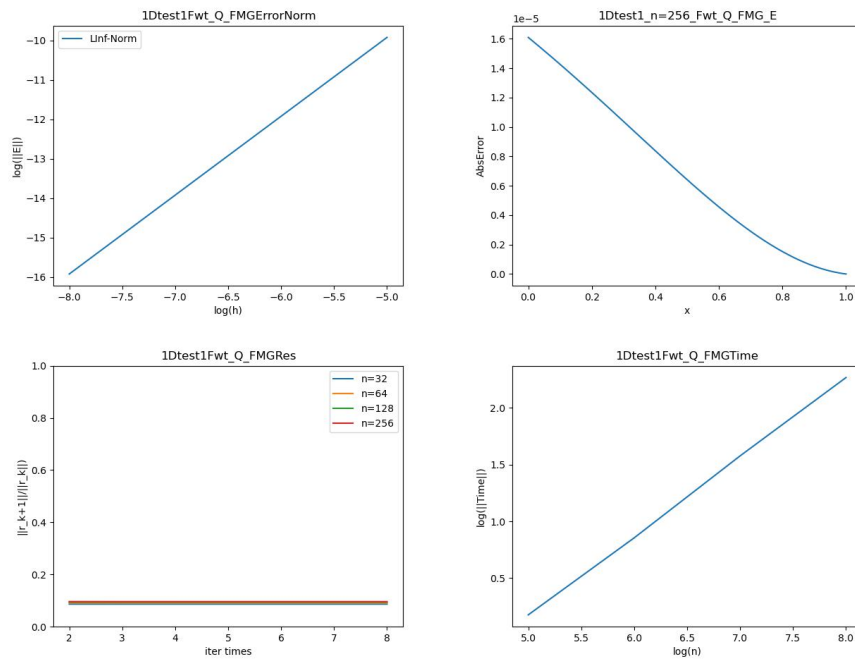 1Dtest1Fwt_Q_FMGErrorNorm
LInf-Norm
−10
−11
−12
−13
−14
−15
−16
log(||E||)
−8.0 −7.5 −7.0 −6.5 −6.0 −5.5 −5.0
log(h)
1Dtest1_n=256_Fwt_Q_FMG_E
1e−5
1.6
1.4
1.2
1.0
0.8
0.6
0.4
0.2
0.0
AbsError
0.0 0.2 0.4 0.6 0.8 1.0
x
1Dtest1Fwt_Q_FMGRes
n=32
n=64
n=128
n=256
1.0
0.8
0.6
0.4
0.2
0.0
||r_k+1||/||r_k||)
2 3 4 5 6 7 8
iter times
1Dtest1Fwt_Q_FMGTime
2.0
1.5
1.0
0.5
log(||Time||)
5.0 5.5 6.0 6.5 7.0 7.5 8.0
log(n)